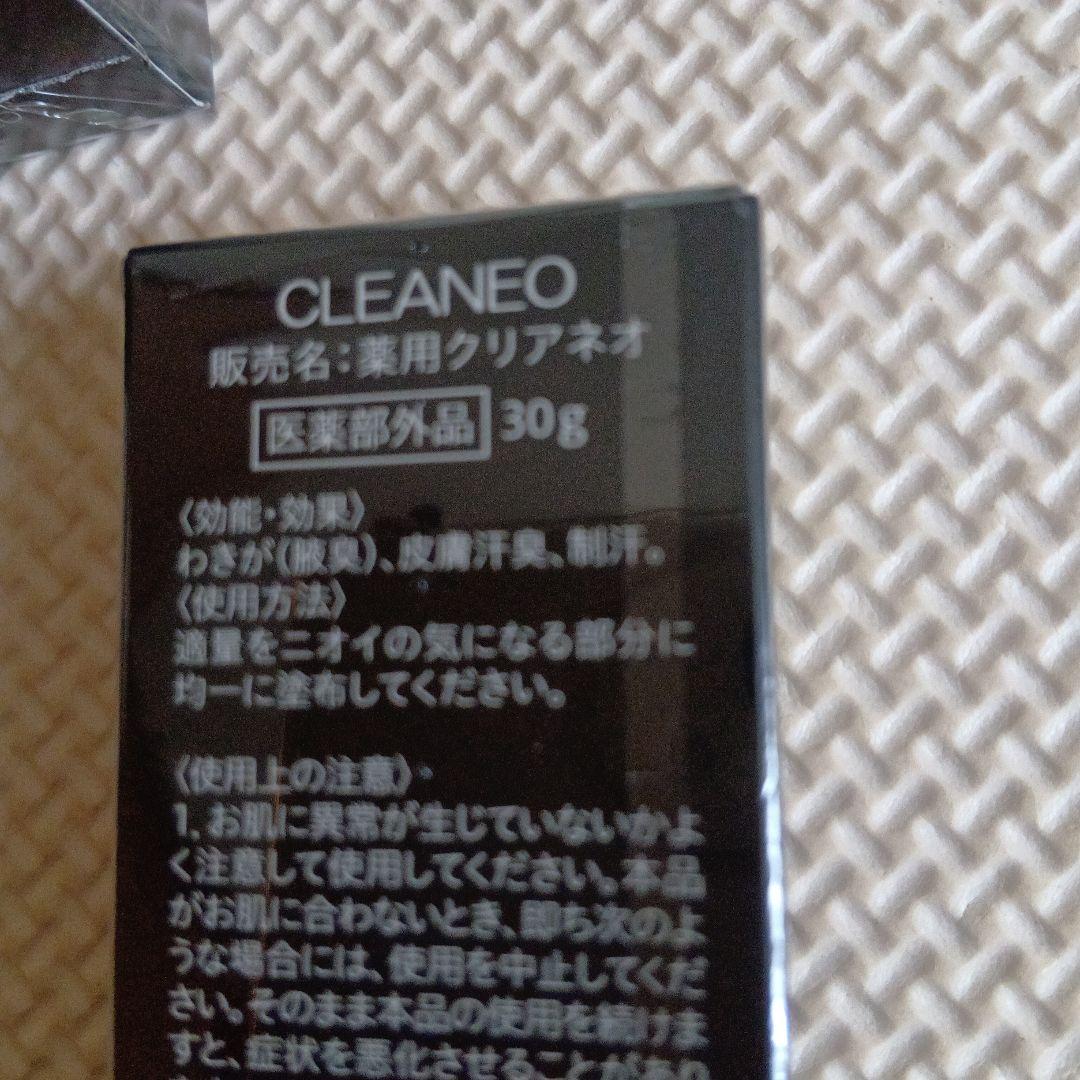 CLEANEO
販売名:薬用クリアネオ
医薬部外品 30g
〈効能・効果〉
わきが(腋臭)、皮膚汗臭、制汗。
〈使用方法〉
適量をニオイの気になる部分に
均一に塗布してください。
〈使用上の注意〉
1. お肌に異常が生じていないかよ
く注意して使用してください。本品
がお肌に合わないとき、即ち次のよ
うな場合には、使用を中止してくだ
さい。そのまま本品の使用を続けま
すと、症状を悪化させることがあり